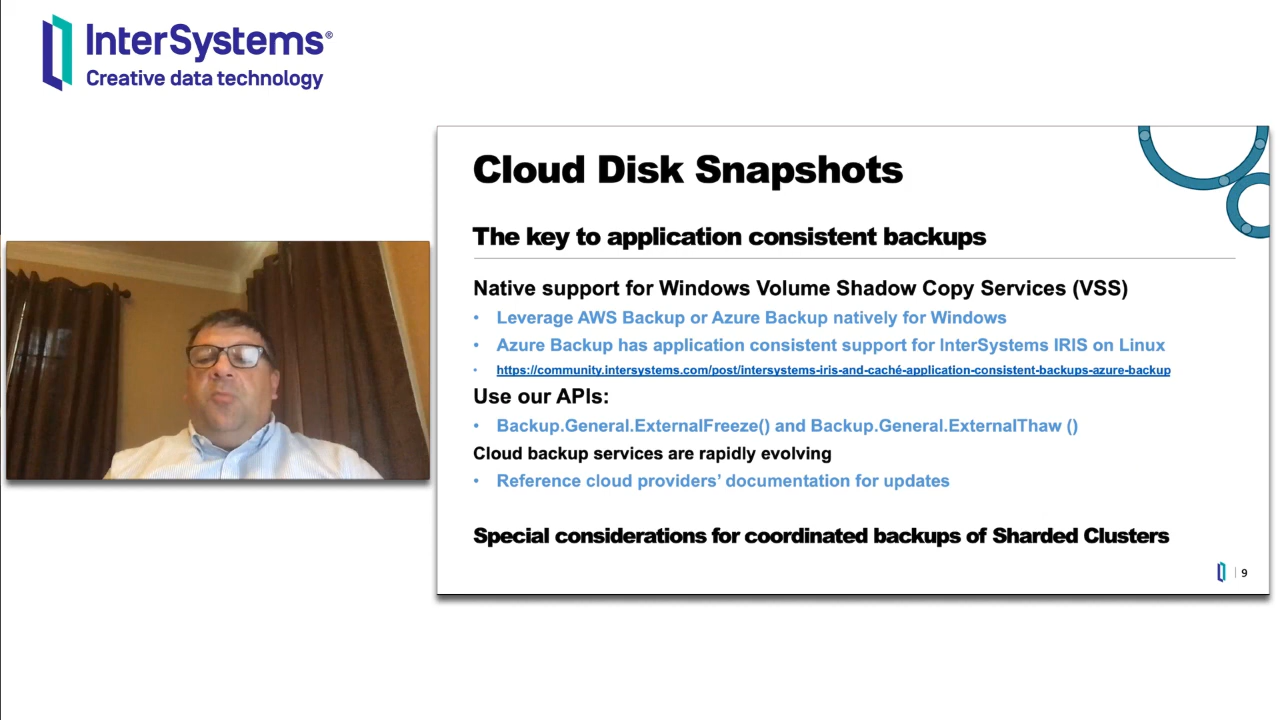 InterSystems®
Creative data technology
Cloud Disk Snapshots
The key to application consistent backups
Native support for Windows Volume Shadow Copy Services (VSS)
• Leverage AWS Backup or Azure Backup natively for Windows
• Azure Backup has application consistent support for InterSystems IRIS on Linux
• https://community.intersystems.com/post/intersystems-iris-and-caché-application-consistent-backups-azure-backup
Use our APIs:
• Backup.General.ExternalFreeze() and Backup.General.ExternalThaw ()
Cloud backup services are rapidly evolving
• Reference cloud providers’ documentation for updates
Special considerations for coordinated backups of Sharded Clusters
9